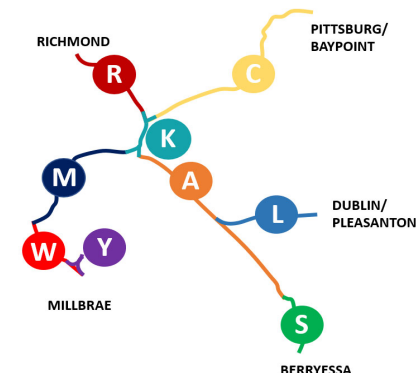 PITTSBURG/
BAYPOINT
RICHMOND
R
C
K
M
A
L
DUBLIN/
PLEASANTON
W
Y
MILLBRAE
S
BERRYESSA